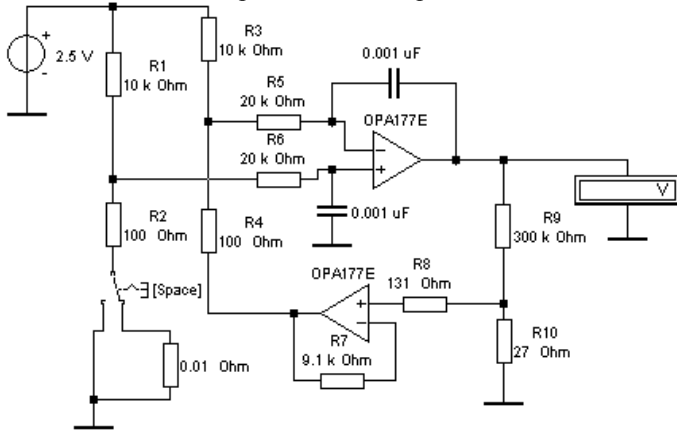 2.5 V
+
-
R1
10 k Ohm
R3
10 k Ohm
R5
20 k Ohm
R6
20 k Ohm
0.001 uF
OPA177E
-
+
0.001 uF
V
R2
100 Ohm
R4
100 Ohm
[Space]
0.01 Ohm
OPA177E
+
-
R7
9.1 k Ohm
R8
131 Ohm
R9
300 k Ohm
R10
27 Ohm